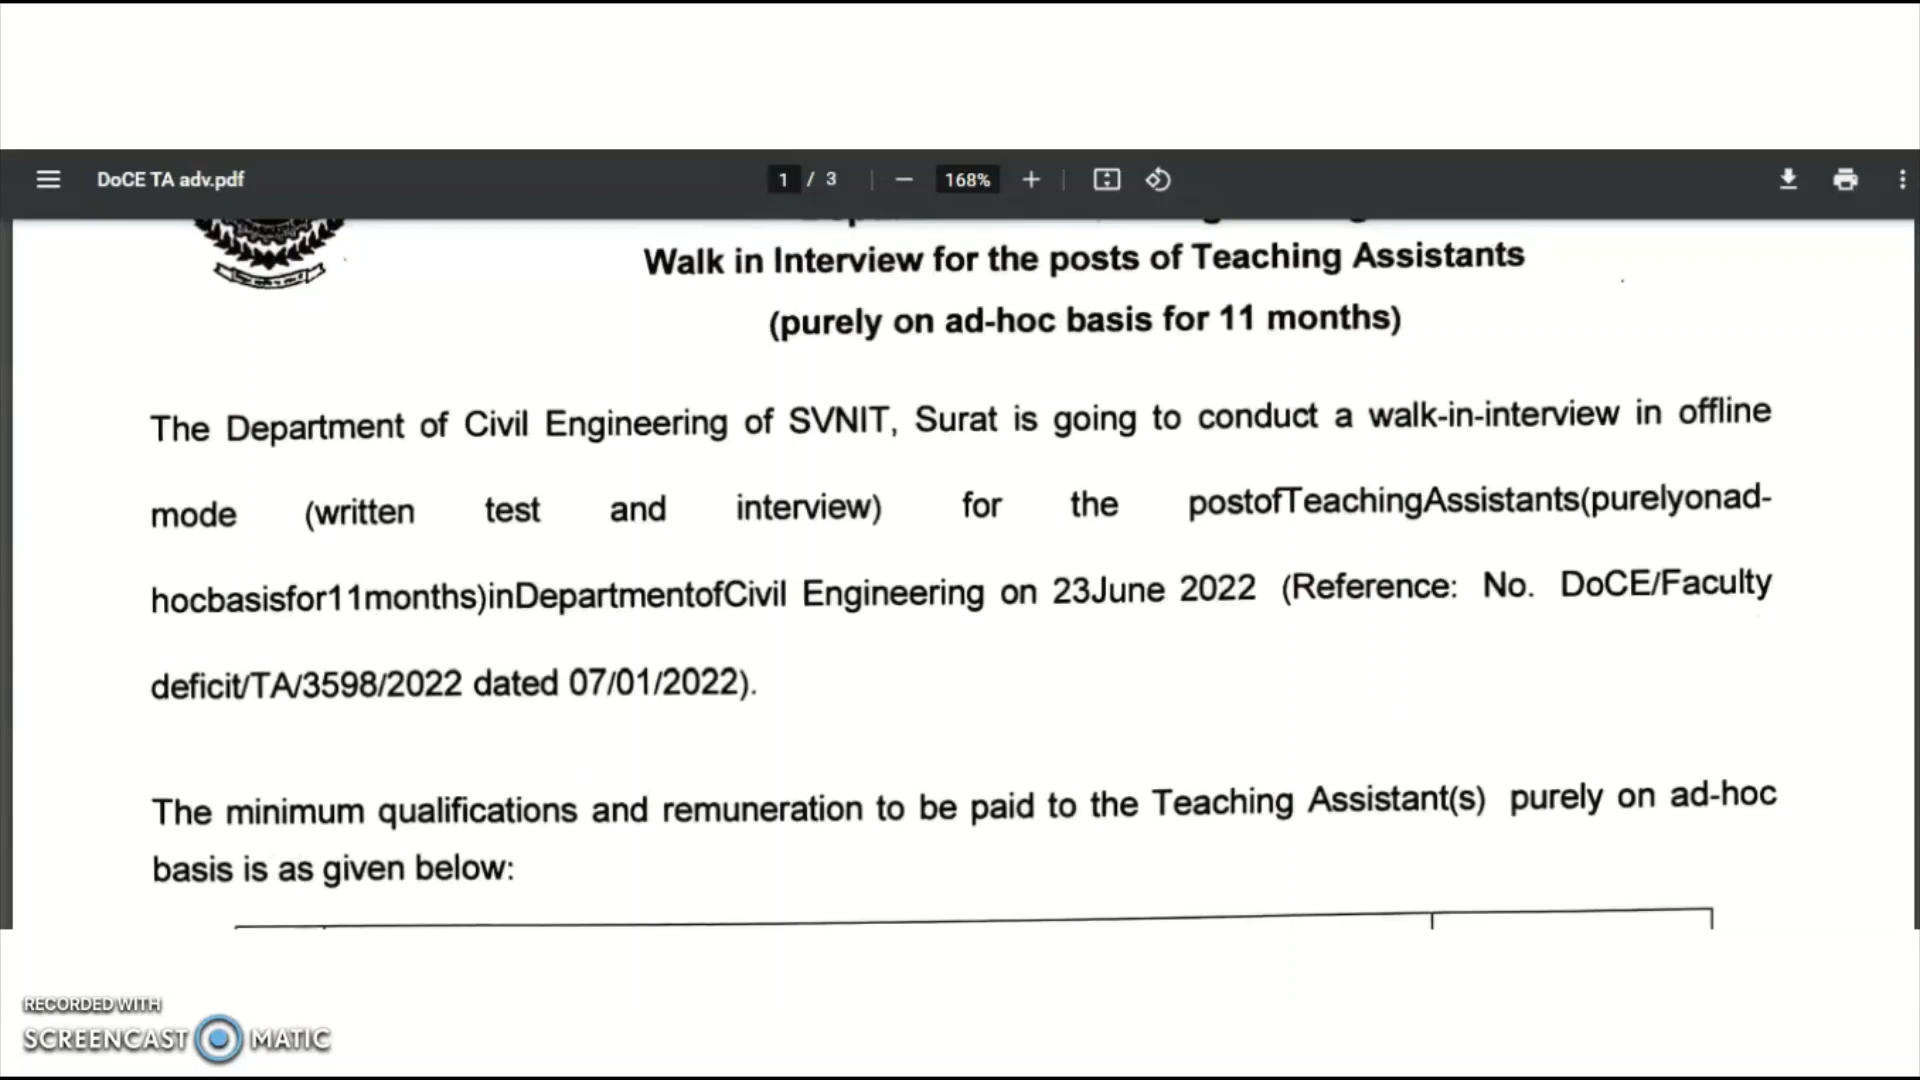 DoCE TA adv.pdf
1 / 3
168%
Walk in Interview for the posts of Teaching Assistants
(purely on ad-hoc basis for 11 months)
The Department of Civil Engineering of SVNIT, Surat is going to conduct a walk-in-interview in offline
mode (written test and interview) for the postofTeachingAssistants(purelyonad-
hocbasisfor11months)inDepartmentofCivil Engineering on 23June 2022 (Reference: No. DoCE/Faculty
deficit/TA/3598/2022 dated 07/01/2022).
The minimum qualifications and remuneration to be paid to the Teaching Assistant(s) purely on ad-hoc
basis is as given below:
RECORDED WITH
SCREENCAST MATIC